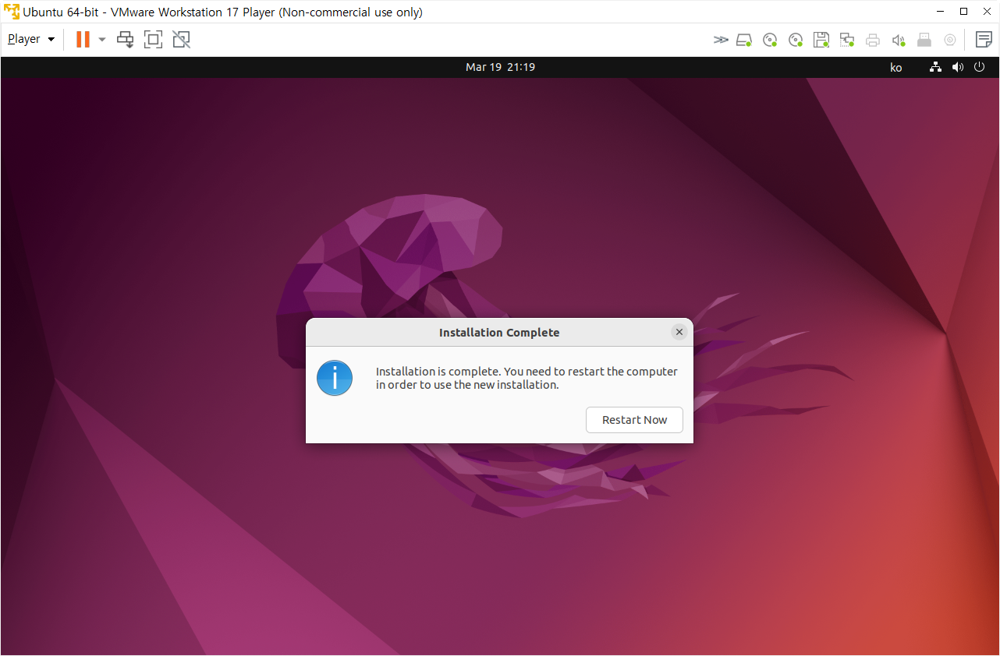 Ubuntu 64-bit - VMware Workstation 17 Player (Non-commercial use only)
Player
Mar 19 21:19
ko
Installation Complete
Installation is complete. You need to restart the computer
in order to use the new installation.
Restart Now